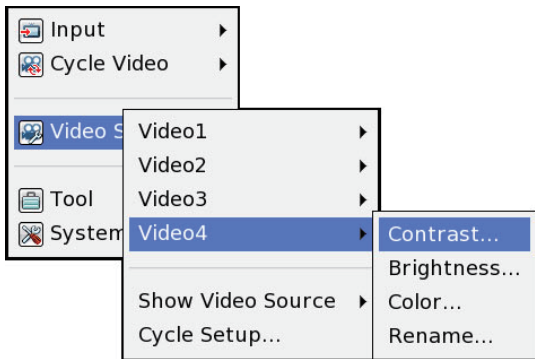 Input
Cycle Video
Video S
Tool
System
Video1
Video2
Video3
Video4
Show Video Source
Cycle Setup...
Contrast...
Brightness...
Color...
Rename...